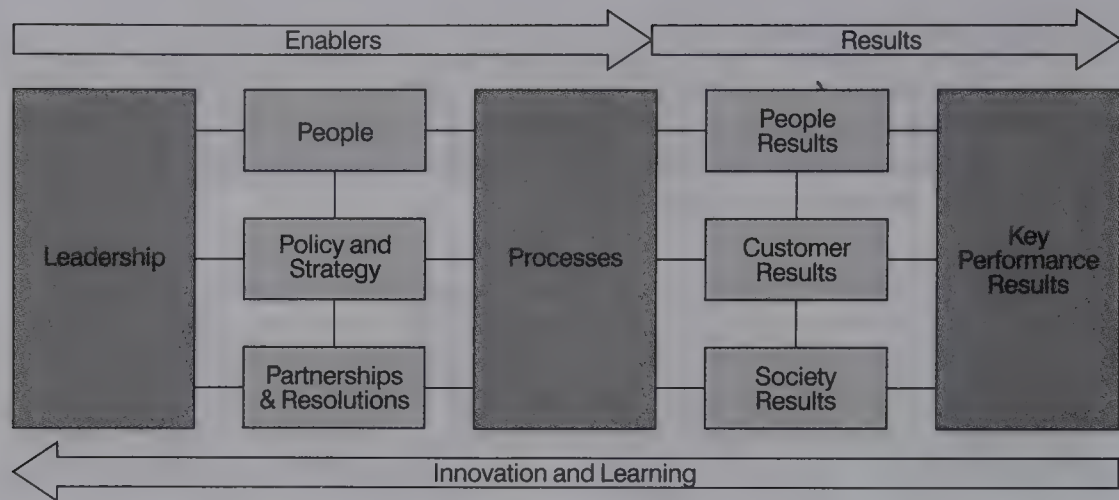 Enablers
Results
Leadership
People
Policy and
Strategy
Partnerships
& Resolutions
Processes
People
Results
Customer
Results
Society
Results
Key
Performance
Results
Innovation and Learning